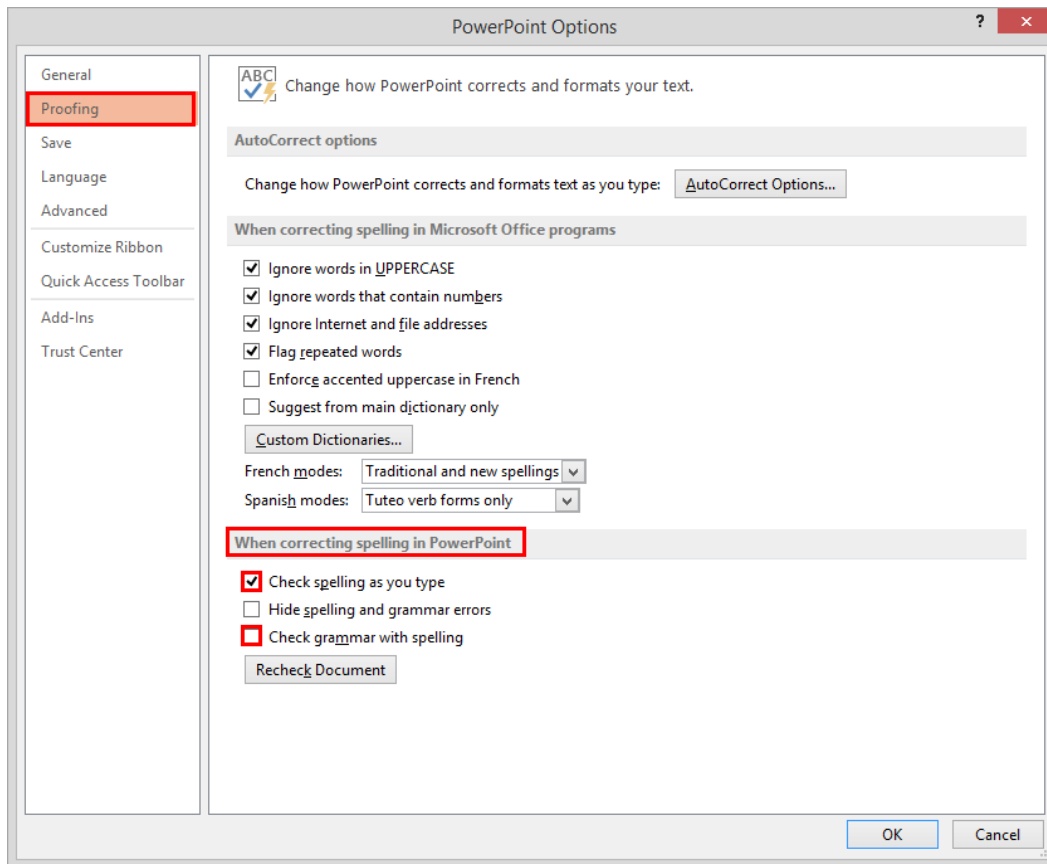 PowerPoint Options
?
×
General
Proofing
Save
Language
Advanced
Customize Ribbon
Quick Access Toolbar
Add-Ins
Trust Center
ABC
Change how PowerPoint corrects and formats your text.
AutoCorrect options
Change how PowerPoint corrects and formats text as you type: AutoCorrect Options...
When correcting spelling in Microsoft Office programs
Ignore words in UPPERCASE
Ignore words that contain numbers
Ignore Internet and file addresses
Flag repeated words
Enforce accented uppercase in French
Suggest from main dictionary only
Custom Dictionaries...
French modes: Traditional and new spellings
Spanish modes: Tuteo verb forms only
When correcting spelling in PowerPoint
Check spelling as you type
Hide spelling and grammar errors
Check grammar with spelling
Recheck Document
OK Cancel